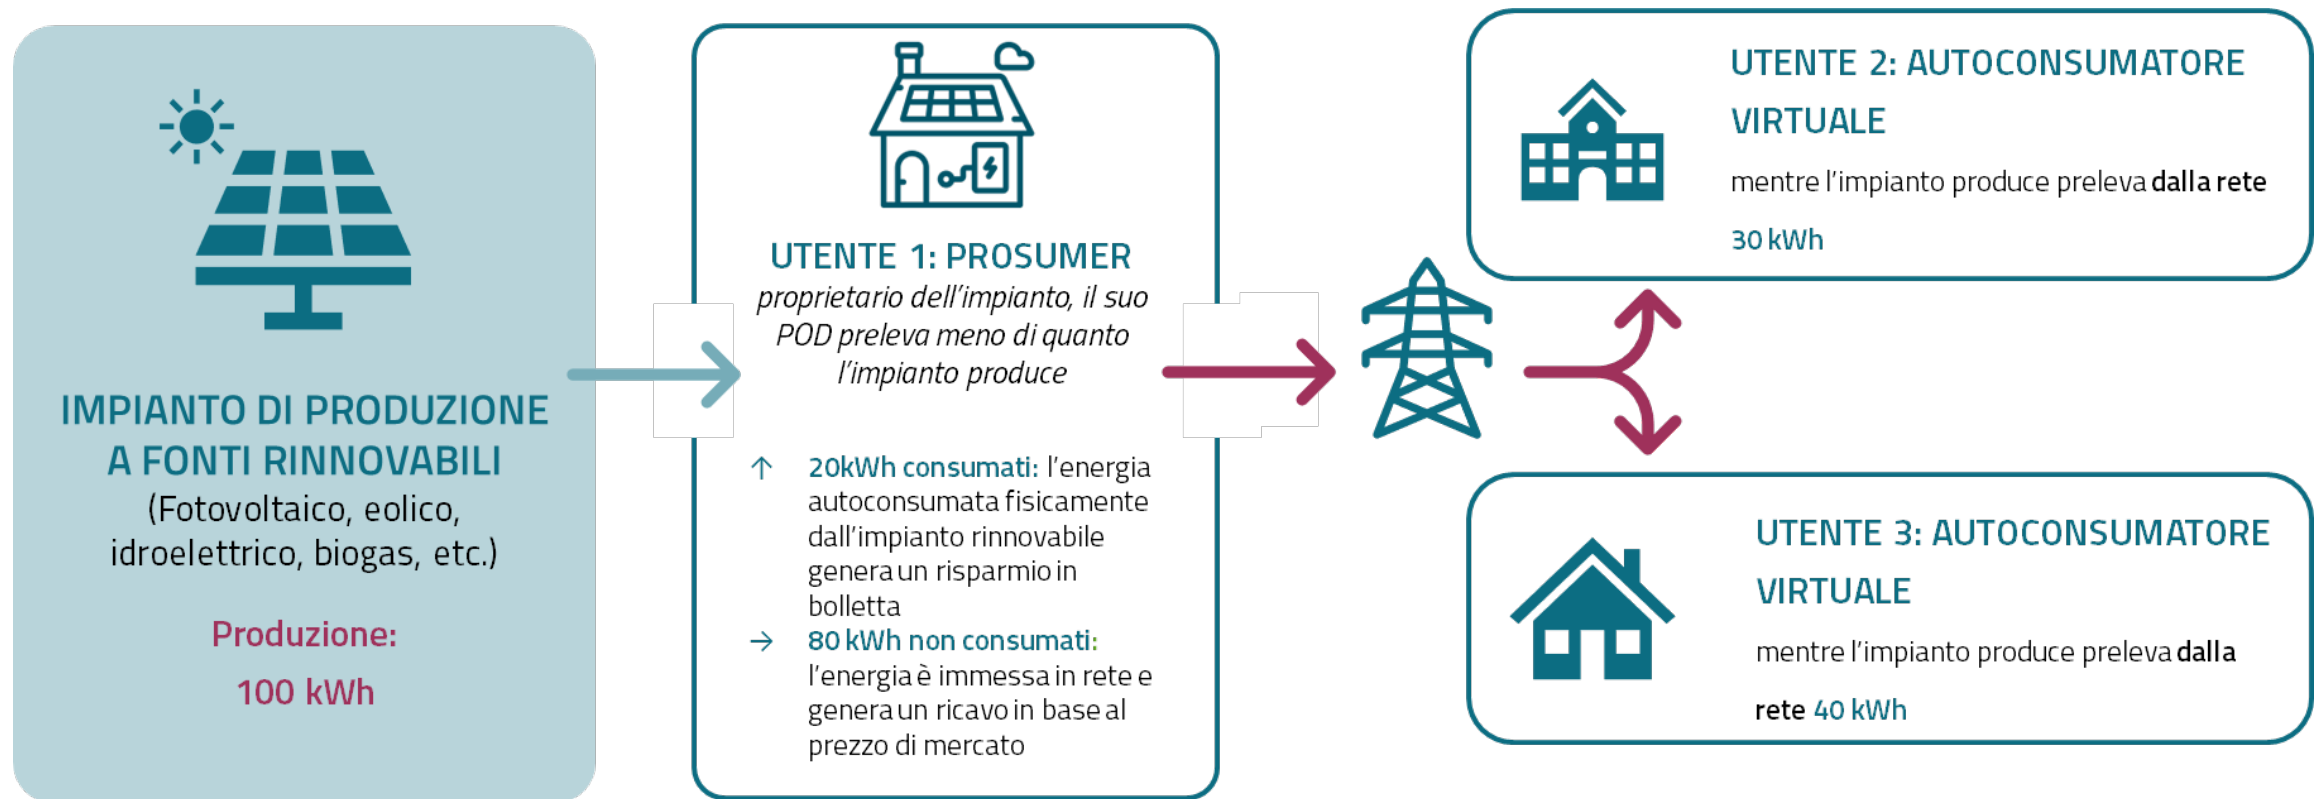 IMPIANTO DI PRODUZIONE
A FONTI RINNOVABILI
(Fotovoltaico, eolico,
idroelettrico, biogas, etc.)
Produzione:
100 kWh
UTENTE 1: PROSUMER
proprietario dell'impianto, il suo
POD preleva meno di quanto
l'impianto produce
↑ 20kWh consumati: l'energia
autoconsumata fisicamente
dall'impianto rinnovabile
genera un risparmio in
bolletta
→ 80 kWh non consumati:
l'energia è immessa in rete e
genera un ricavo in base al
prezzo di mercato
UTENTE 2: AUTOCONSUMATORE
VIRTUALE
mentre l'impianto produce preleva dalla rete
30 kWh
UTENTE 3: AUTOCONSUMATORE
VIRTUALE
mentre l'impianto produce preleva dalla
rete 40 kWh